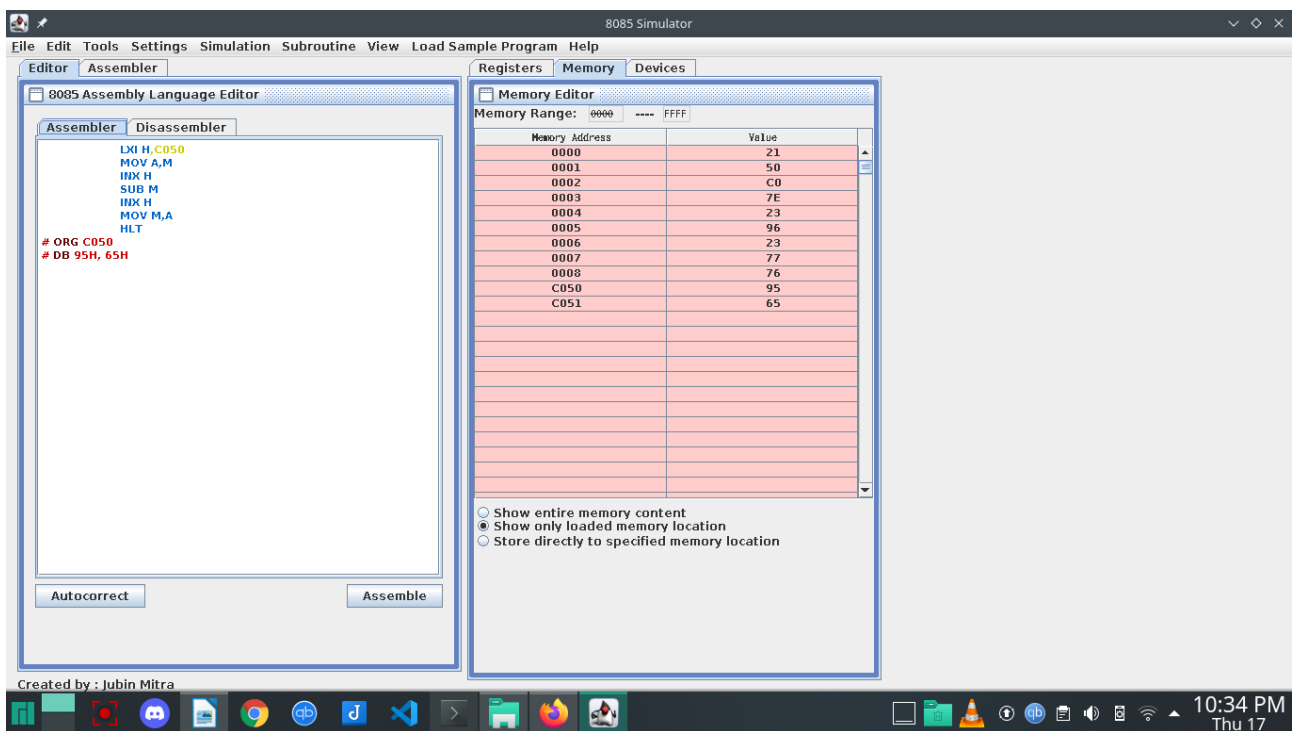 8085 Simulator
File Edit Tools Settings Simulation Subroutine View Load Sample Program Help
Editor Assembler
8085 Assembly Language Editor
Assembler Disassembler
LXI H,C050
MOV A,M
INX H
SUB M
INX H
MOV M,A
HLT
# ORG C050
# DB 95H, 65H
Autocorrect Assemble
Registers Memory Devices
Memory Editor
Memory Range: 0000 ---- FFFF
Memory Address Value
0000 21
0001 50
0002 C0
0003 7E
0004 23
0005 96
0006 23
0007 77
0008 76
C050 95
C051 65
Show entire memory content
Show only loaded memory location
Store directly to specified memory location
Created by : Jubin Mitra
qb
J
qb
10:34 PM
Thu 17